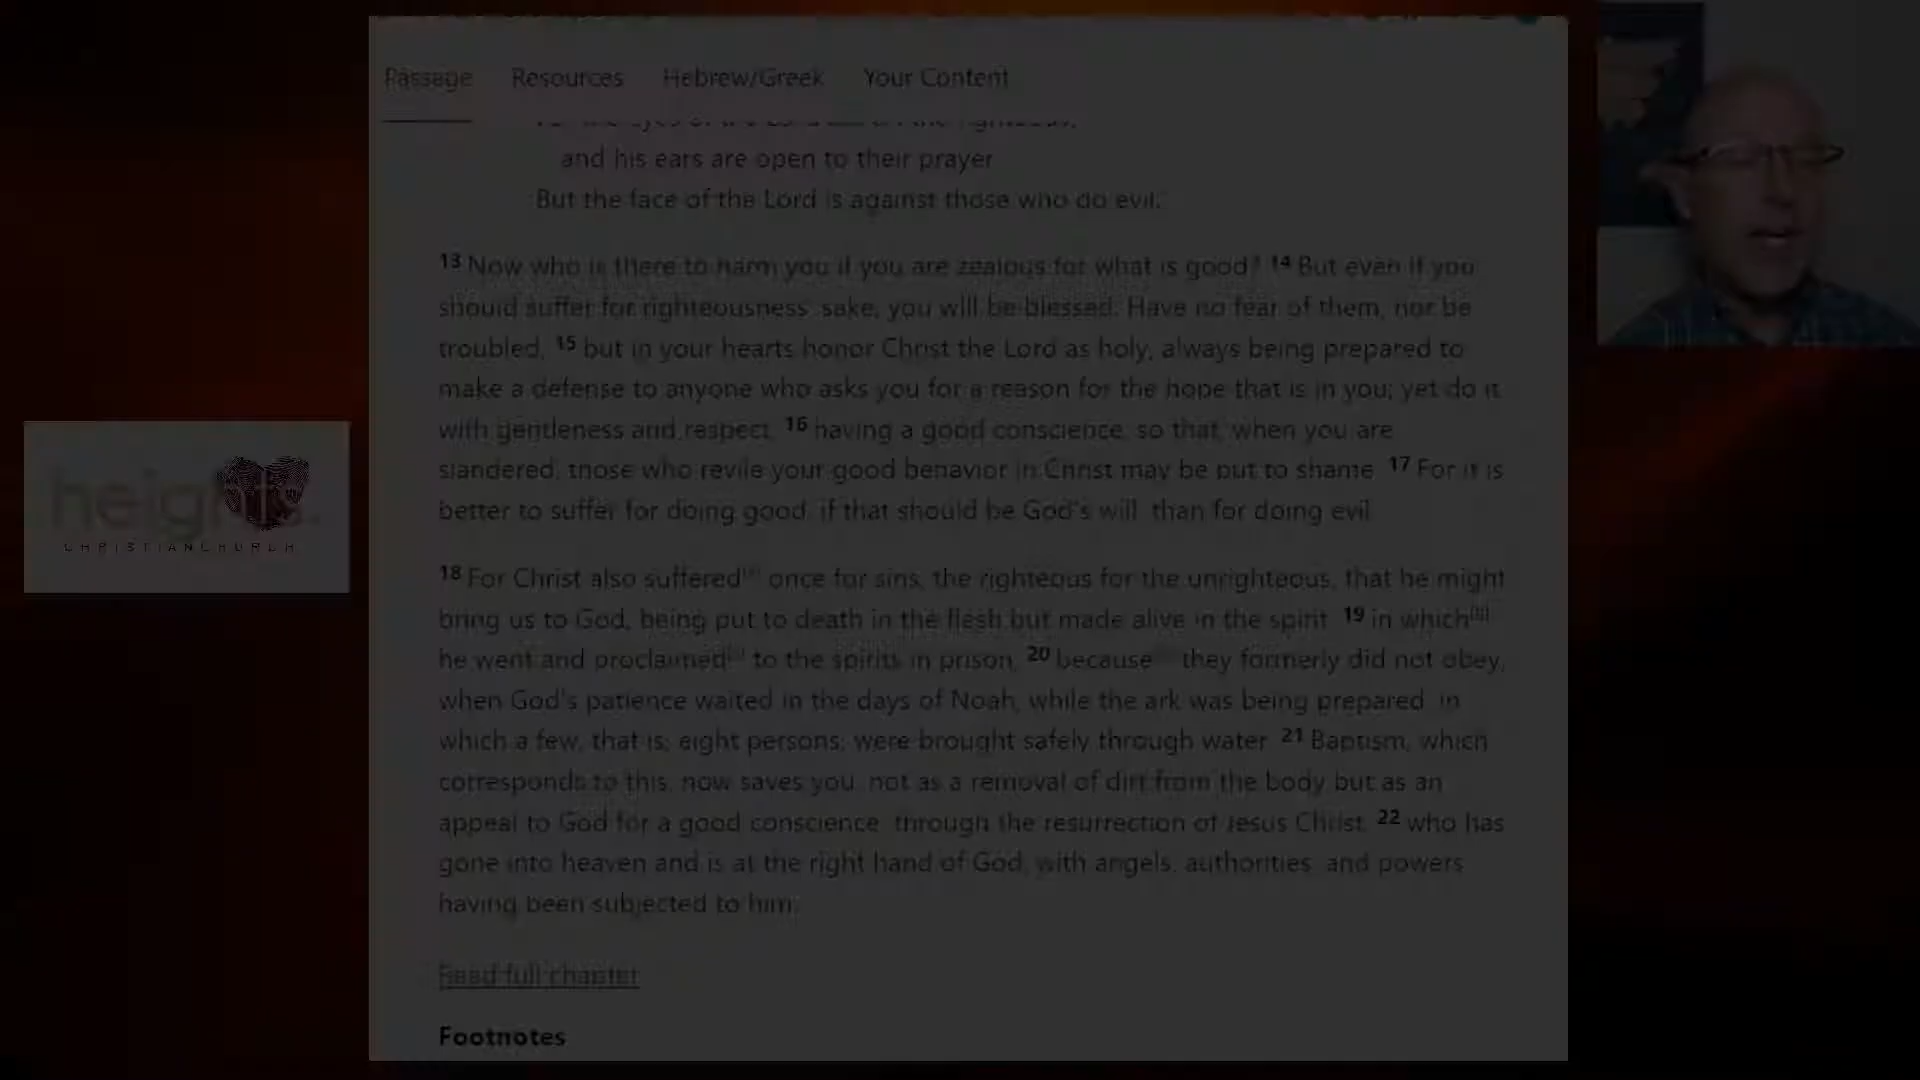 Passage Resources Hebrew/Greek Your Content
and his ears are open to their prayer
But the face of the Lord is against those who do evil.
13 Now who is there to harm you if you are zealous for what is good? 14 But even if you
should suffer for righteousness' sake, you will be blessed. Have no fear of them, nor be
troubled, 15 but in your hearts honor Christ the Lord as holy, always being prepared to
make a defense to anyone who asks you for a reason for the hope that is in you; yet do it
with gentleness and respect, 16 having a good conscience, so that, when you are
slandered, those who revile your good behavior in Christ may be put to shame. 17 For it is
better to suffer for doing good, if that should be God's will, than for doing evil.
heights.
CHRISTIANCHURCH
18 For Christ also suffered once for sins, the righteous for the unrighteous, that he might
bring us to God, being put to death in the flesh but made alive in the spirit, 19 in which
he went and proclaimed to the spirits in prison, 20 because they formerly did not obey,
when God's patience waited in the days of Noah, while the ark was being prepared, in
which a few, that is, eight persons, were brought safely through water. 21 Baptism, which
corresponds to this, now saves you, not as a removal of dirt from the body but as an
appeal to God for a good conscience, through the resurrection of Jesus Christ, 22 who has
gone into heaven and is at the right hand of God, with angels, authorities, and powers
having been subjected to him.
Read full chapter
Footnotes